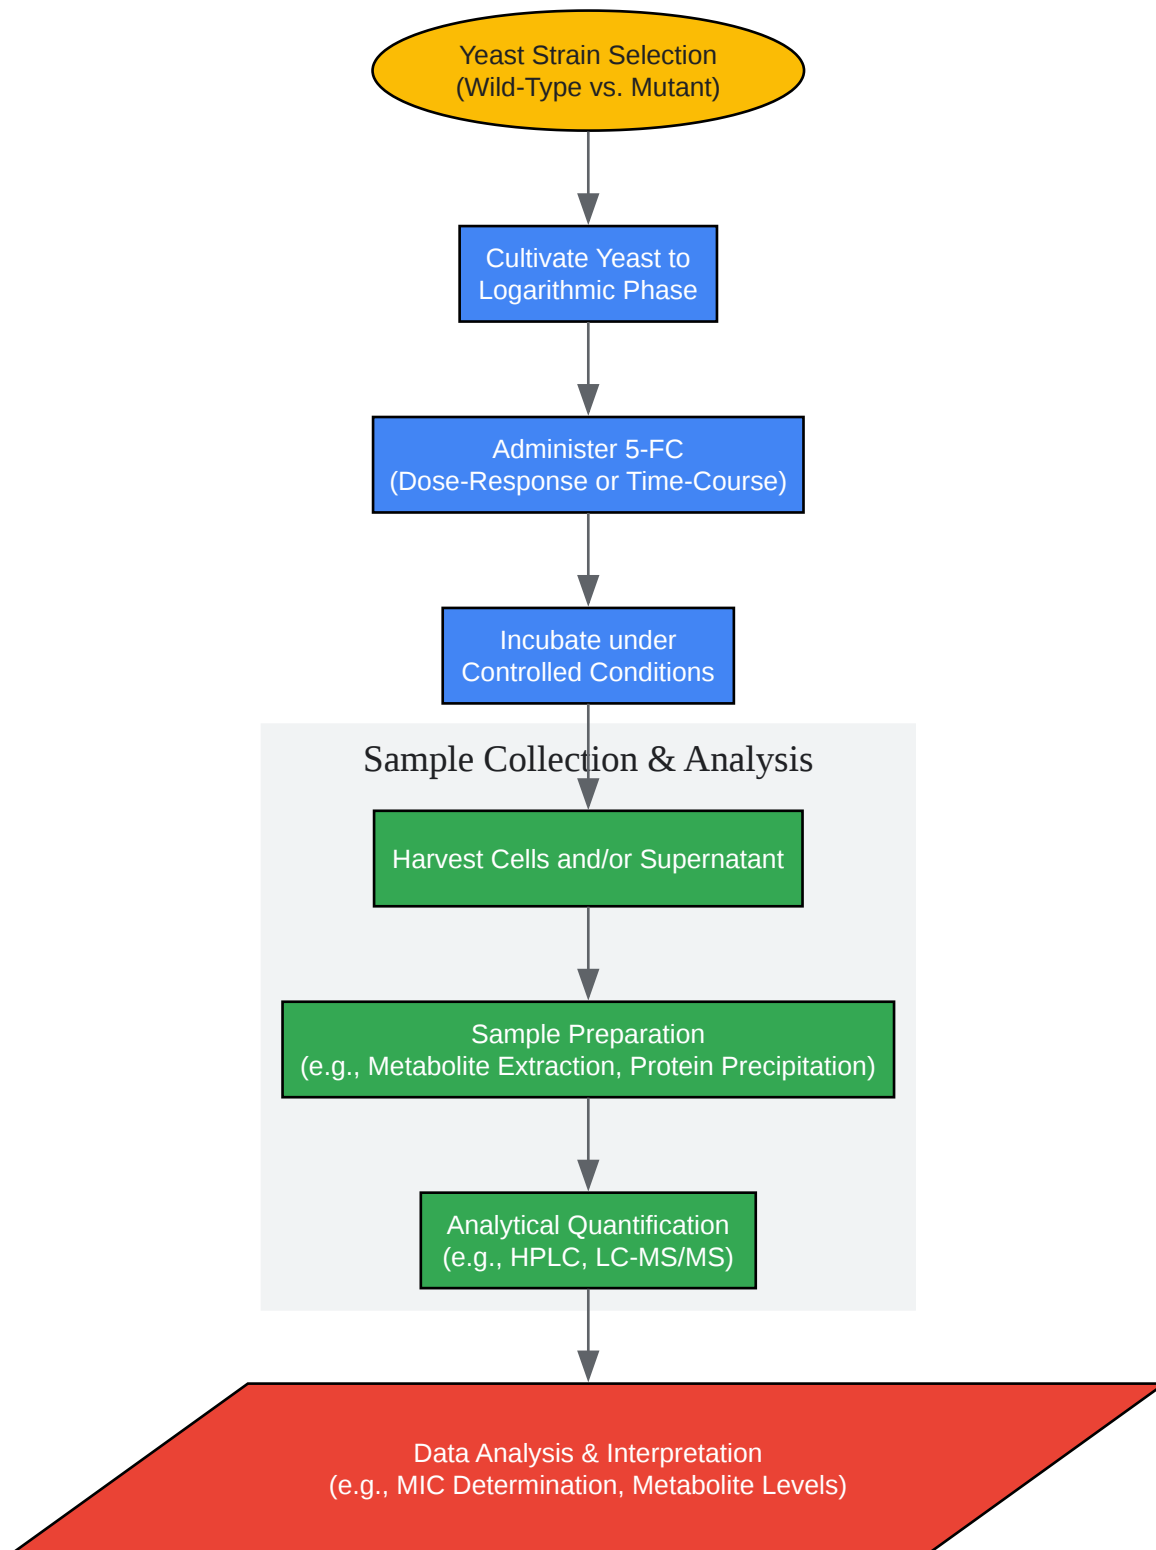 Yeast Strain Selection
(Wild-Type vs. Mutant)
Cultivate Yeast to
Logarithmic Phase
Administer 5-FC
(Dose-Response or Time-Course)
Incubate under
Controlled Conditions
Sample Collection & Analysis
Harvest Cells and/or Supernatant
Sample Preparation
(e.g., Metabolite Extraction, Protein Precipitation)
Analytical Quantification
(e.g., HPLC, LC-MS/MS)
Data Analysis & Interpretation
(e.g., MIC Determination, Metabolite Levels)